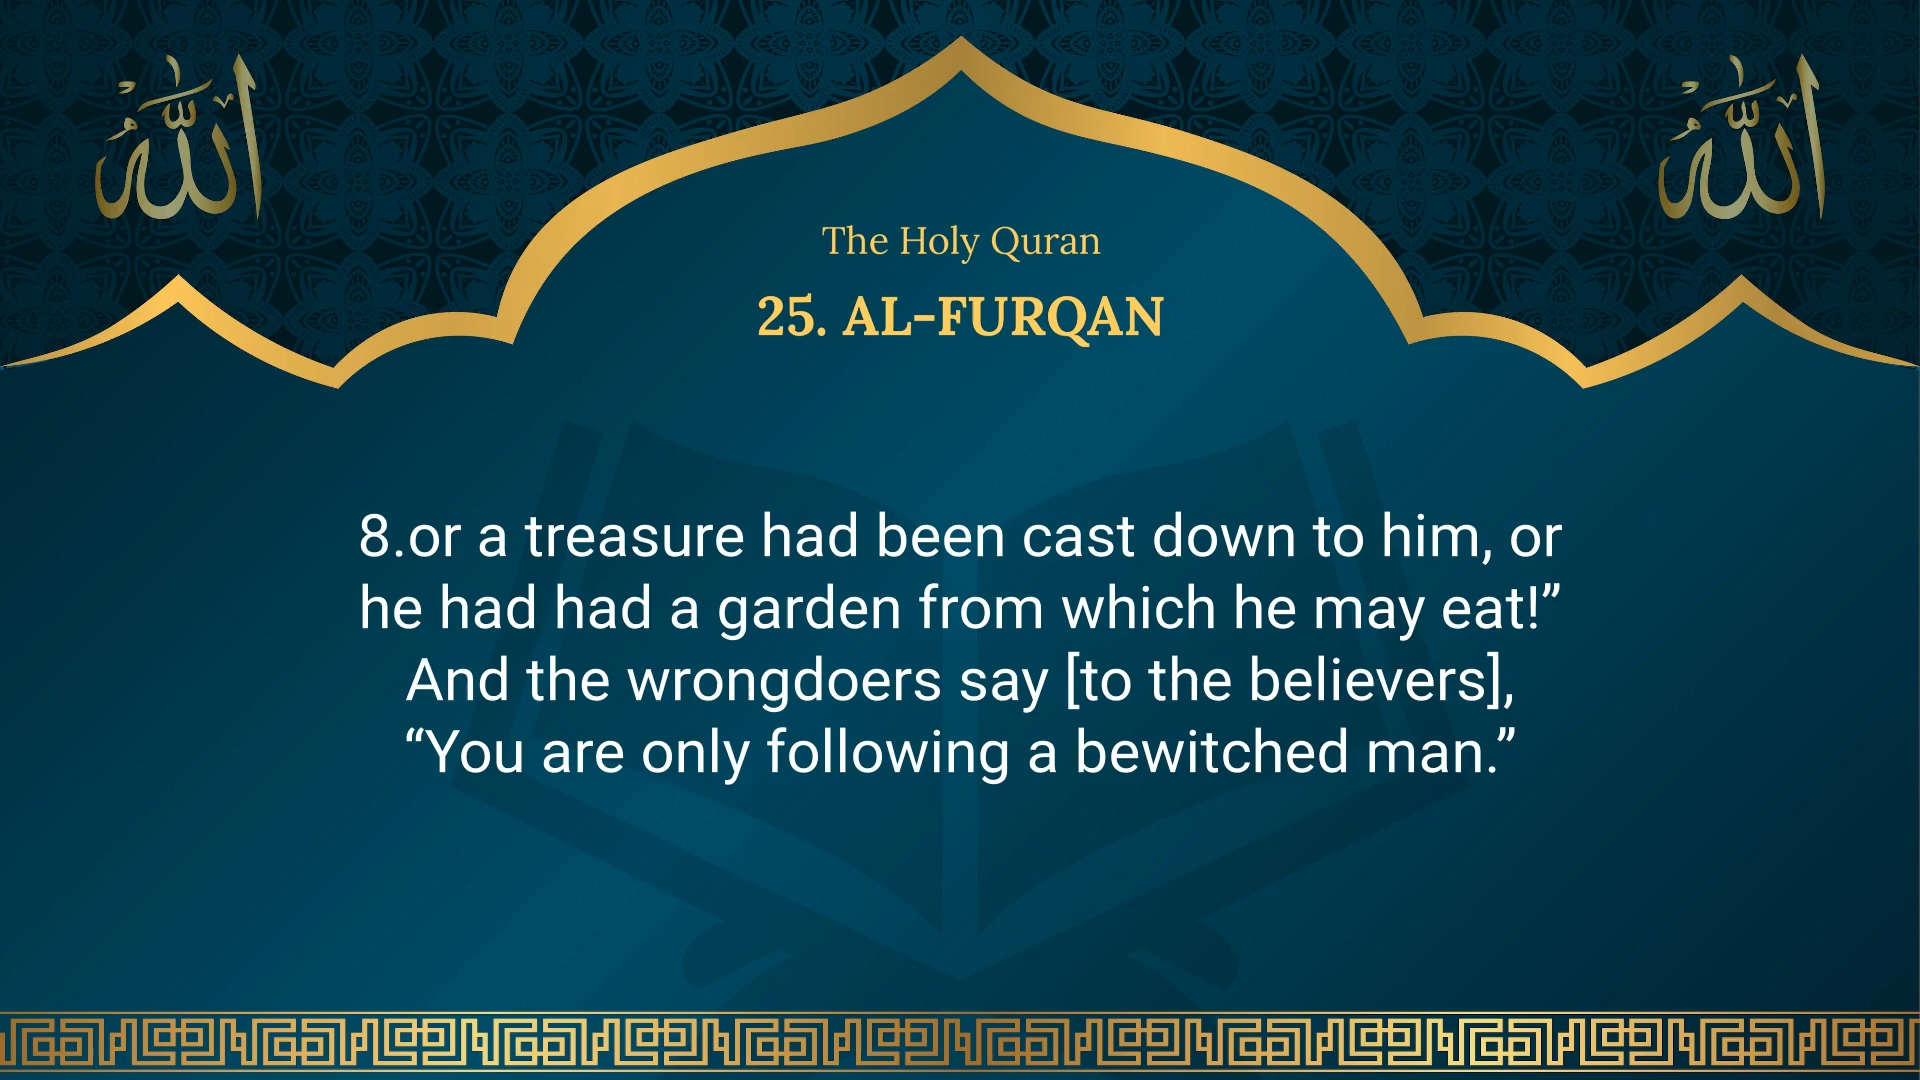 الله
الله
The Holy Quran
25. AL-FURQAN
8.or a treasure had been cast down to him, or
he had had a garden from which he may eat!”
And the wrongdoers say [to the believers],
“You are only following a bewitched man.”